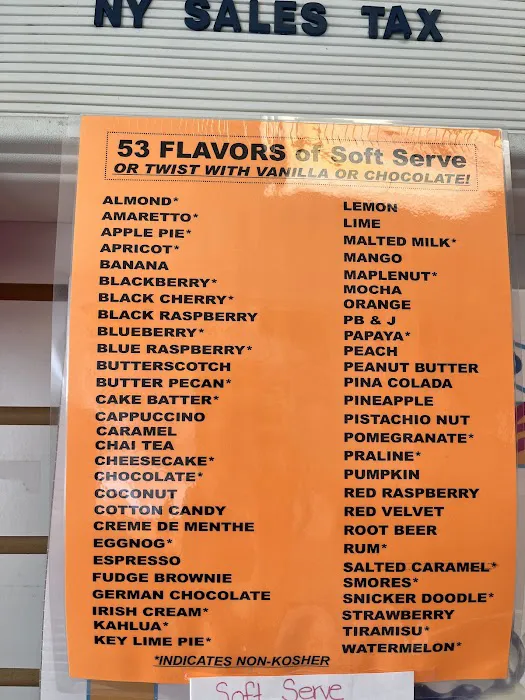 NY SALES TAX
53 FLAVORS of Soft Serve
OR TWIST WITH VANILLA OR CHOCOLATE!
ALMOND*
AMARETTO*
APPLE PIE*
APRICOT*
BANANA
BLACKBERRY*
BLACK CHERRY*
BLACK RASPBERRY
BLUEBERRY*
BLUE RASPBERRY*
BUTTERSCOTCH
BUTTER PECAN*
CAKE BATTER*
CAPPUCCINO
CARAMEL
CHAI TEA
CHEESECAKE*
CHOCOLATE*
COCONUT
COTTON CANDY
CREME DE MENTHE
EGGNOG*
ESPRESSO
FUDGE BROWNIE
GERMAN CHOCOLATE
IRISH CREAM*
KAHLUA*
KEY LIME PIE*
LEMON
LIME
MALTED MILK*
MANGO
MAPLENUT*
MOCHA
ORANGE
PB & J
PAPAYA*
PEACH
PEANUT BUTTER
PINA COLADA
PINEAPPLE
PISTACHIO NUT
POMEGRANATE*
PRALINE*
PUMPKIN
RED RASPBERRY
RED VELVET
ROOT BEER
RUM*
SALTED CARAMEL*
SMORES*
SNICKER DOODLE*
STRAWBERRY
TIRAMISU*
WATERMELON*
*INDICATES NON-KOSHER
Soft Serve